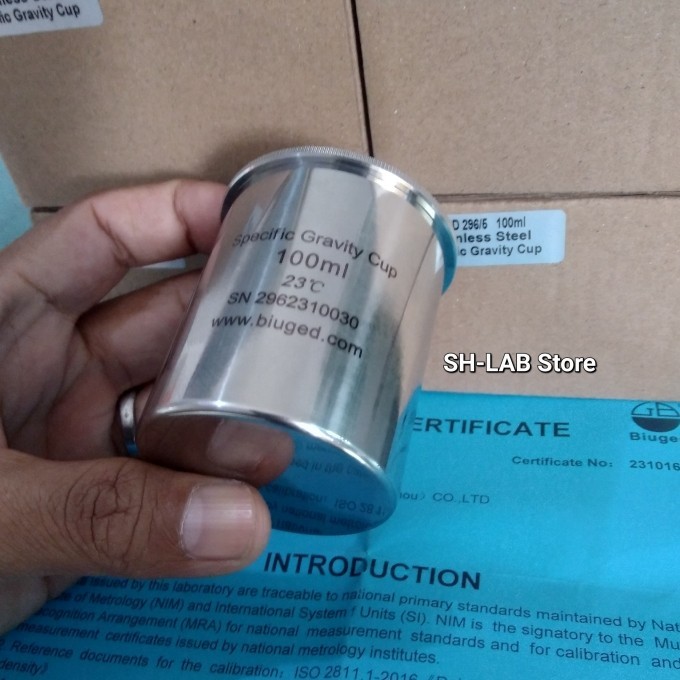 ic Gravity Cup
D 296/5 100ml
nless Steel
c Gravity Cup
Specific Gravity Cup
100ml
23℃
SN 2962310030
www.biuged.com
SH-LAB Store
ERTIFICATE
Biuged
Certificate No: 231016
CO.,LTD
INTRODUCTION
issued by this laboratory are traceable to national primary standards maintained by Nat
of Metrology (NIM) and International System f Units (SI). NIM is the signatory to the Mu
cognition Arrangement (MRA) for national measurement standards and for calibration and
measurement certificates issued by national metrology institutes.
Reference documents for the calibration: ISO 2811.1-2016
density》